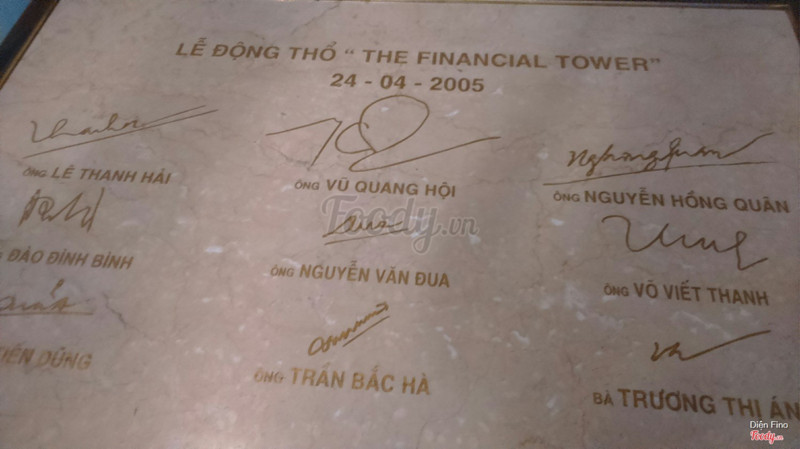 LỄ ĐỘNG THỔ “ THE FINANCIAL TOWER”
24 - 04 - 2005
ÔNG LÊ THANH HẢI
ÔNG VŨ QUANG HỘI
ÔNG NGUYỄN HỒNG QUÂN
ĐÀO ĐÌNH BÌNH
ÔNG NGUYỄN VĂN ĐUA
ÔNG VÕ VIẾT THANH
TIẾN DŨNG
ÔNG TRẦN BẮC HÀ
BÀ TRƯƠNG THỊ ÁN
Foody.vn
Diện Fino
Foody.vn